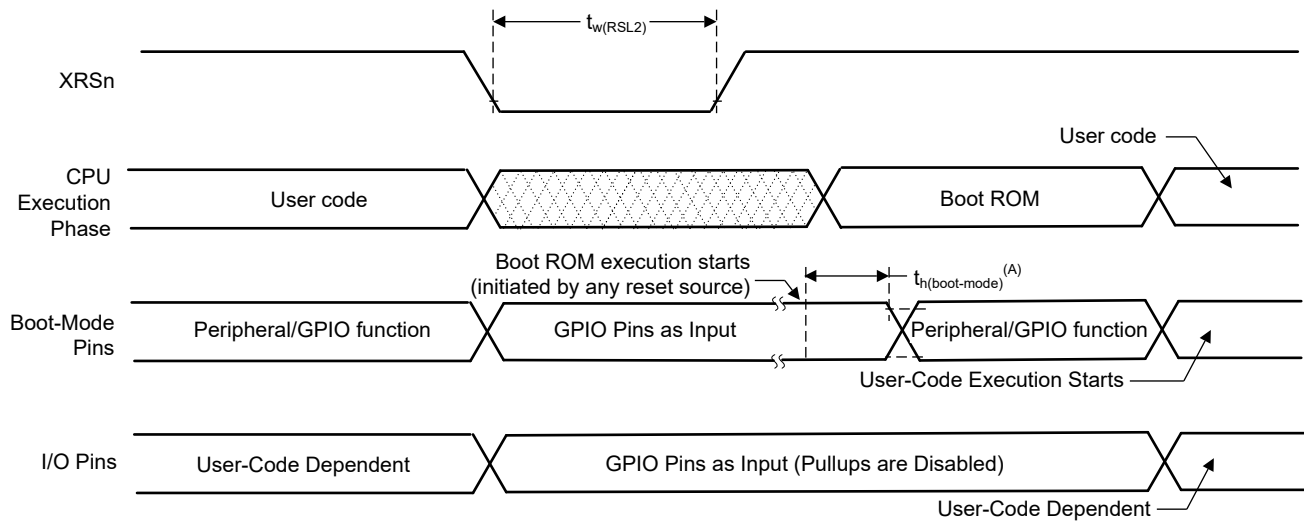 t_w(RSL2)
XRSn
User code
CPU
Execution
Phase
User code
Boot ROM
Boot ROM execution starts
(initiated by any reset source)
t_h(boot-mode)^(A)
Boot-Mode
Pins
Peripheral/GPIO function
GPIO Pins as Input
Peripheral/GPIO function
User-Code Execution Starts
I/O Pins
User-Code Dependent
GPIO Pins as Input (Pullups are Disabled)
User-Code Dependent